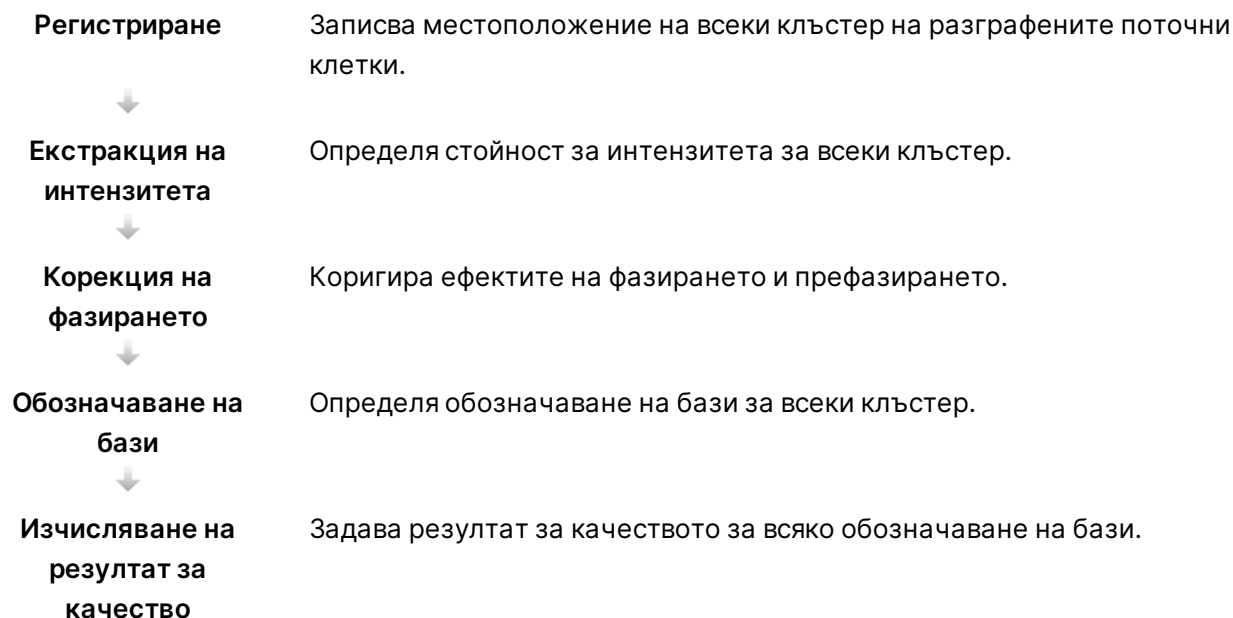 Регистриране
Записва местоположение на всеки клъстер на разграфените поточни
клетки.
Екстракция на
интензитета
Определя стойност за интензитета за всеки клъстер.
Корекция на
фазирането
Коригира ефектите на фазирането и префазирането.
Обозначаване на
бази
Определя обозначаване на бази за всеки клъстер.
Изчисляване на
резултат за
качество
Задава резултат за качеството за всяко обозначаване на бази.